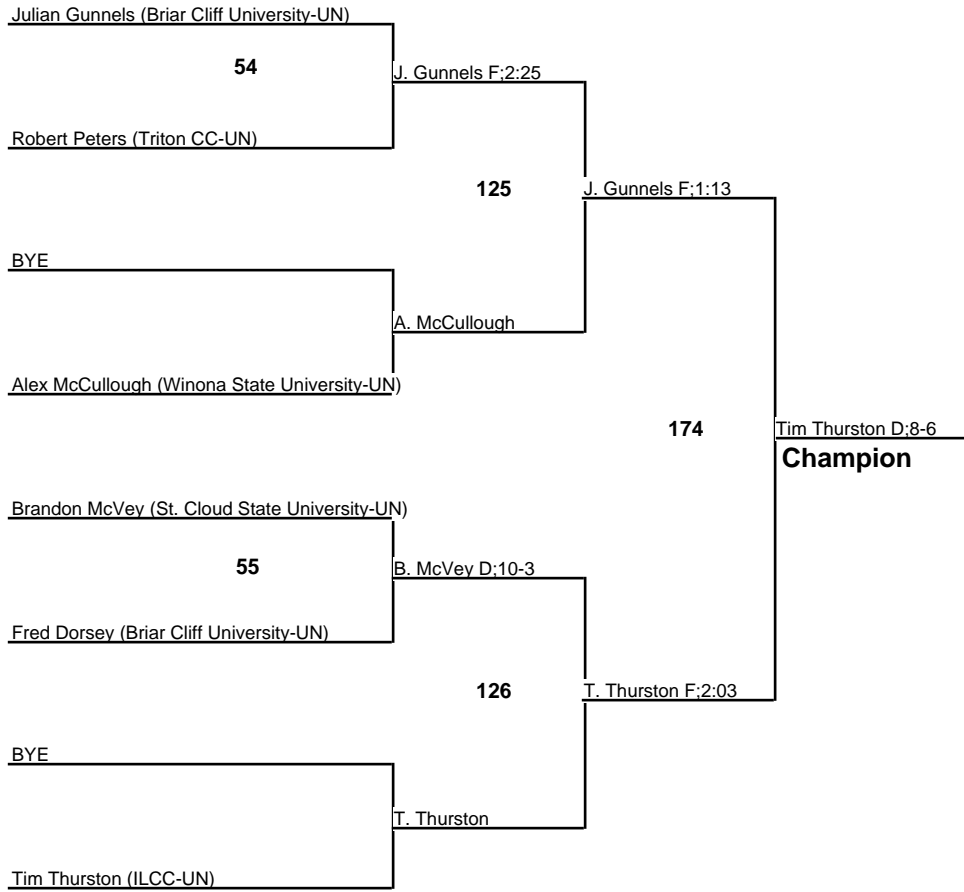 Julian Gunnels (Briar Cliff University-UN)
54
J. Gunnels F;2:25
Robert Peters (Triton CC-UN)
125
J. Gunnels F;1:13
BYE
A. McCullough
Alex McCullough (Winona State University-UN)
174
Tim Thurston D;8-6
Champion
Brandon McVey (St. Cloud State University-UN)
55
B. McVey D;10-3
Fred Dorsey (Briar Cliff University-UN)
126
T. Thurston F;2:03
BYE
T. Thurston
Tim Thurston (ILCC-UN)